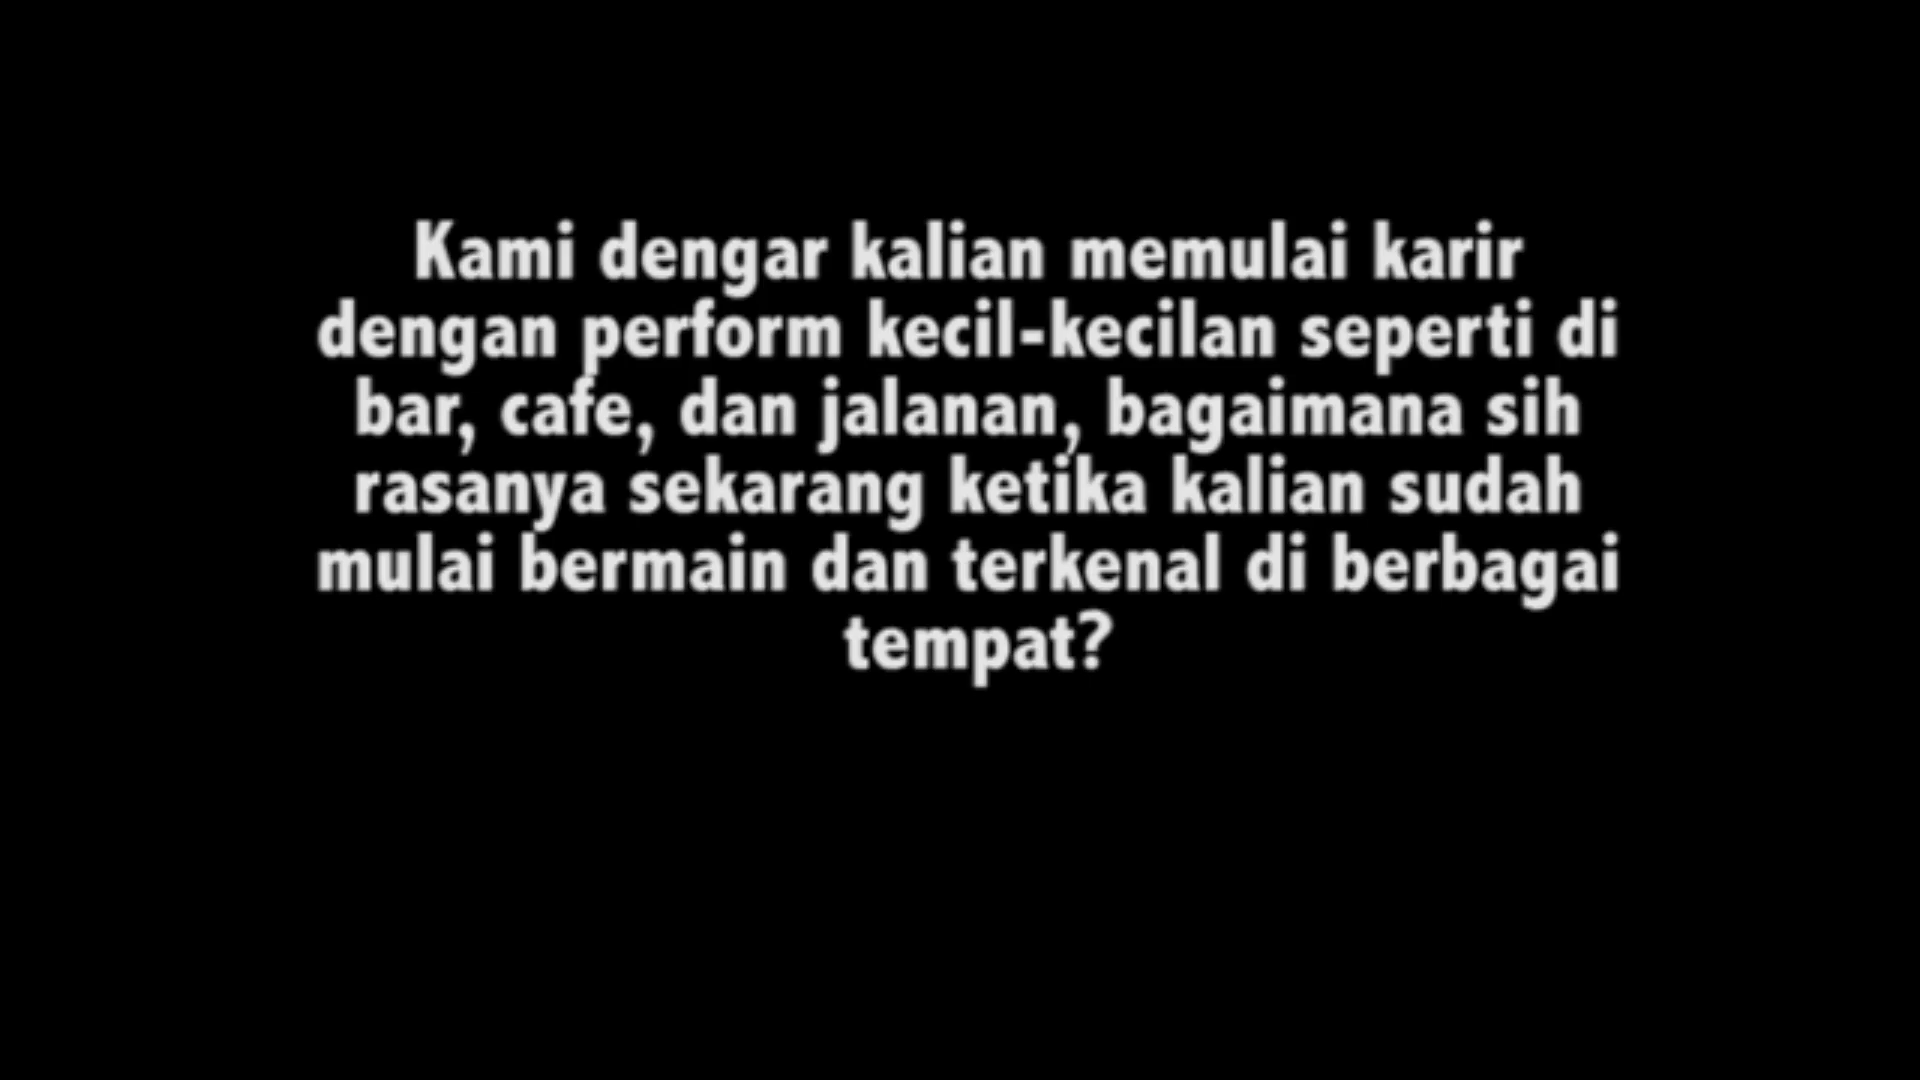 Kami dengar kalian memulai karir
dengan perform kecil-kecilan seperti di
bar, cafe, dan jalanan, bagaimana sih
rasanya sekarang ketika kalian sudah
mulai bermain dan terkenal di berbagai
tempat?